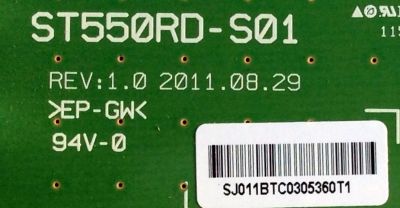 ST550RD-S01
REV:1.0 2011.08.29
>EP-GW<
94V-0
SJ011BTC0305360T1